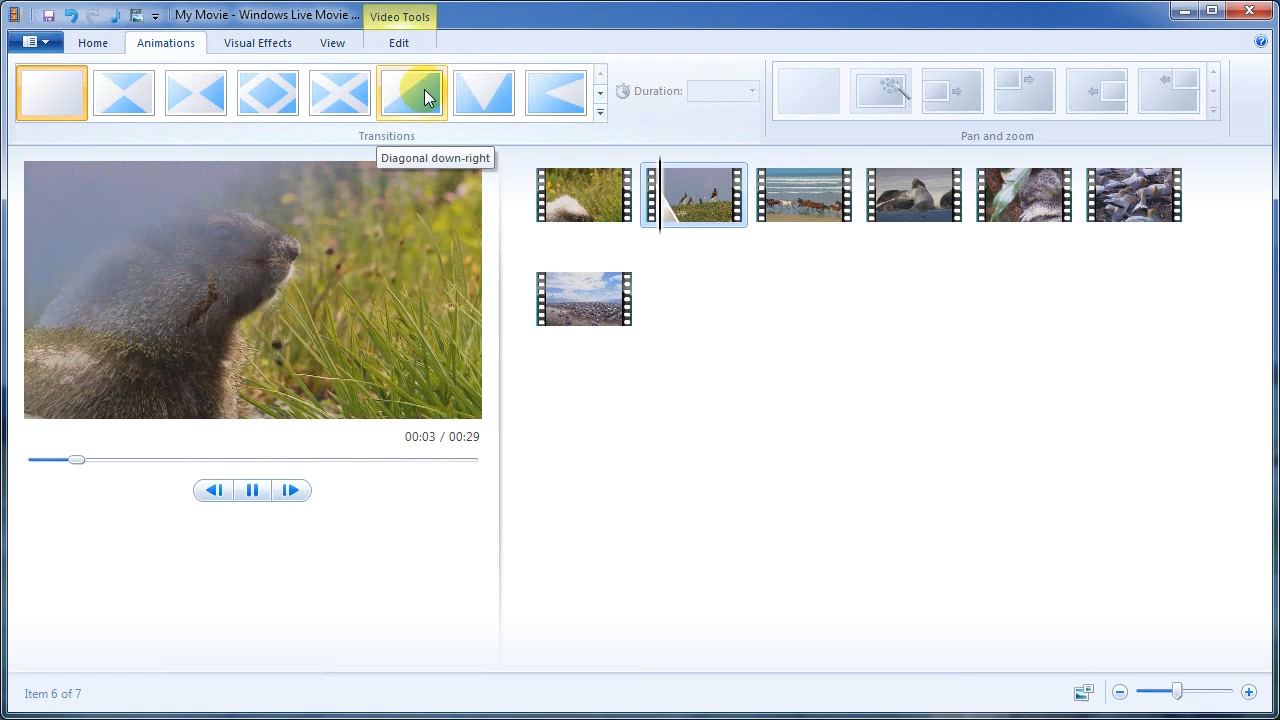 My Movie - Windows Live Movie ...
Video Tools
Home
Animations
Visual Effects
View
Edit
Duration:
Transitions
Pan and zoom
Diagonal down-right
00:03 / 00:29
Item 6 of 7